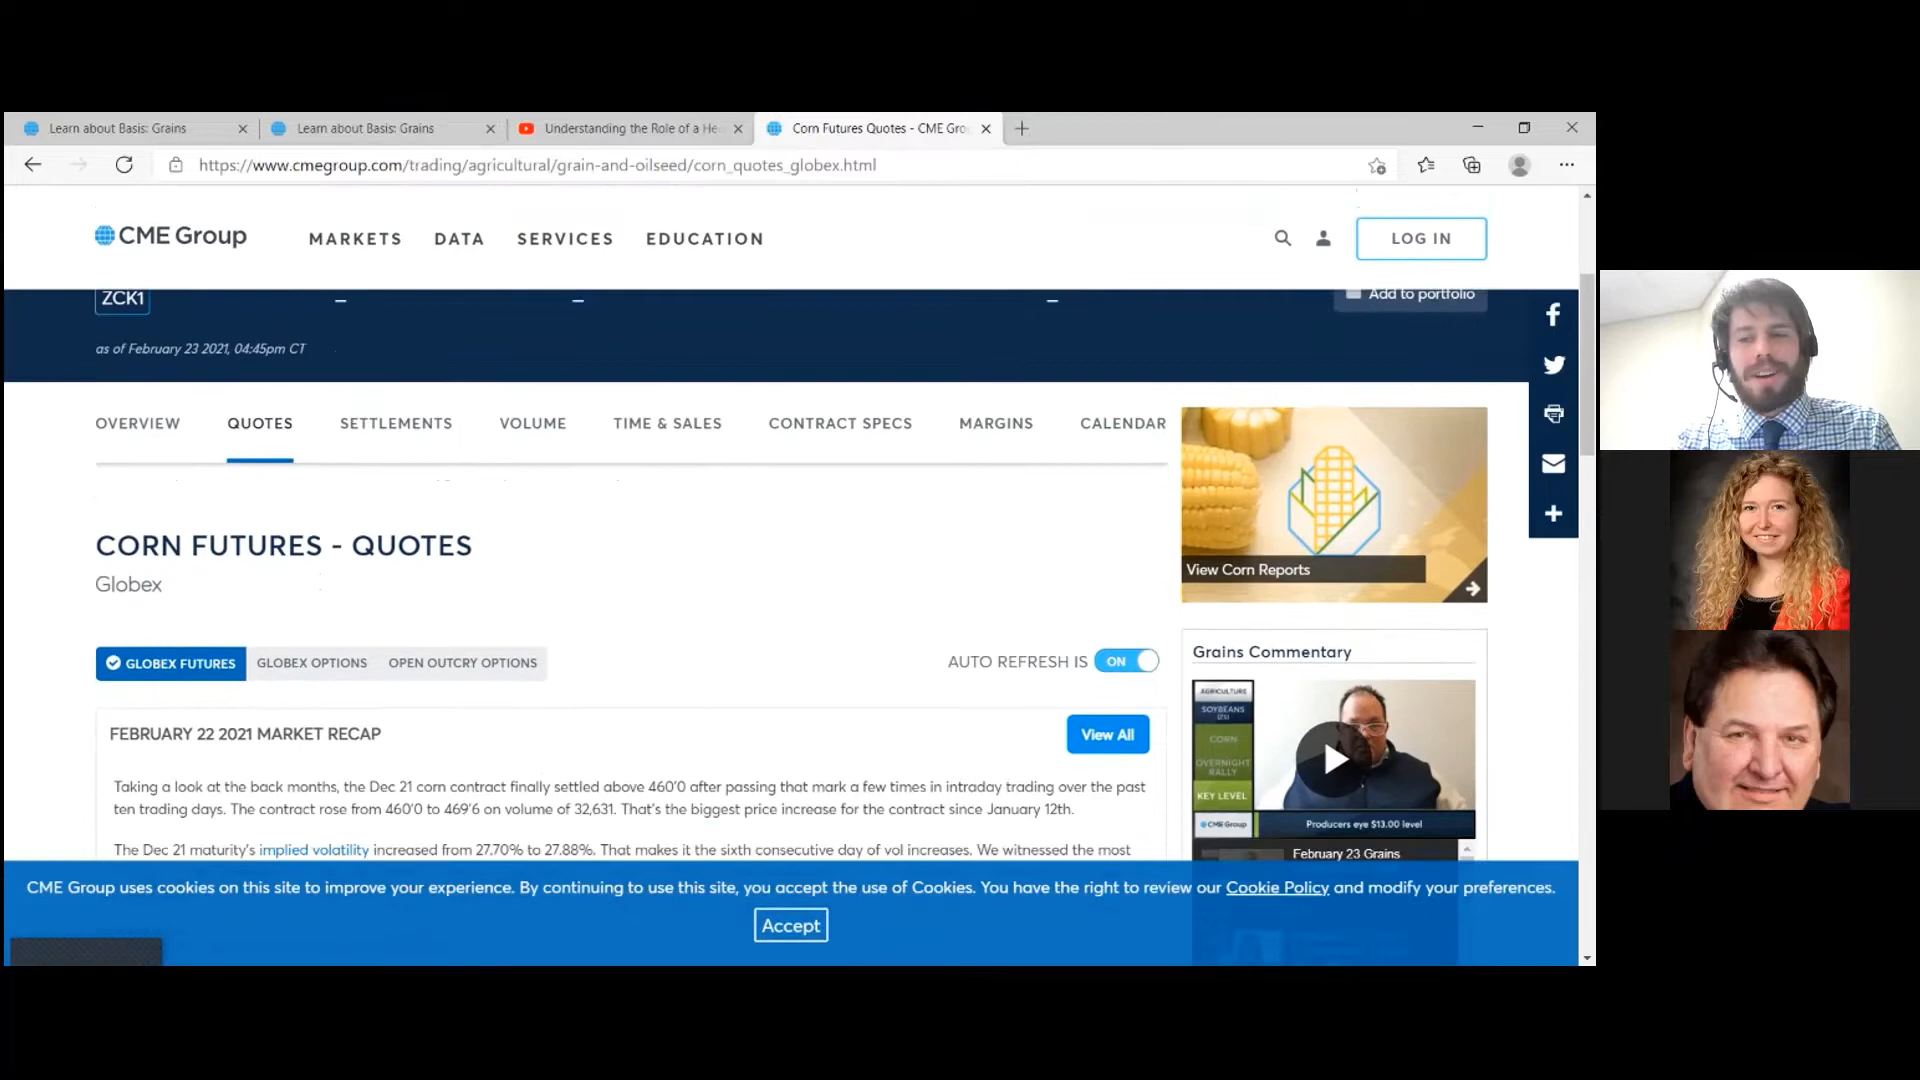 Learn about Basis: Grains
Learn about Basis: Grains
Understanding the Role of a He
Corn Futures Quotes - CME Gro
https://www.cmegroup.com/trading/agricultural/grain-and-oilseed/corn_quotes_globex.html
CME Group
MARKETS DATA SERVICES EDUCATION
LOG IN
ZCK1
– – –
Add to portfolio
as of February 23 2021, 04:45pm CT
OVERVIEW QUOTES SETTLEMENTS VOLUME TIME & SALES CONTRACT SPECS MARGINS CALENDAR
CORN FUTURES - QUOTES
Globex
View Corn Reports
GLOBEX FUTURES GLOBEX OPTIONS OPEN OUTCRY OPTIONS
AUTO REFRESH IS ON
Grains Commentary
AGRICULTURE
SOYBEANS
CORN
OVERNIGHT
RALLY
KEY LEVEL
CME Group
Producers eye $13.00 level
February 23 Grains
FEBRUARY 22 2021 MARKET RECAP
View All
Taking a look at the back months, the Dec 21 corn contract finally settled above 460'0 after passing that mark a few times in intraday trading over the past
ten trading days. The contract rose from 460'0 to 469'6 on volume of 32,631. That's the biggest price increase for the contract since January 12th.
The Dec 21 maturity's implied volatility increased from 27.70% to 27.88%. That makes it the sixth consecutive day of vol increases. We witnessed the most
CME Group uses cookies on this site to improve your experience. By continuing to use this site, you accept the use of Cookies. You have the right to review our Cookie Policy and modify your preferences.
Accept